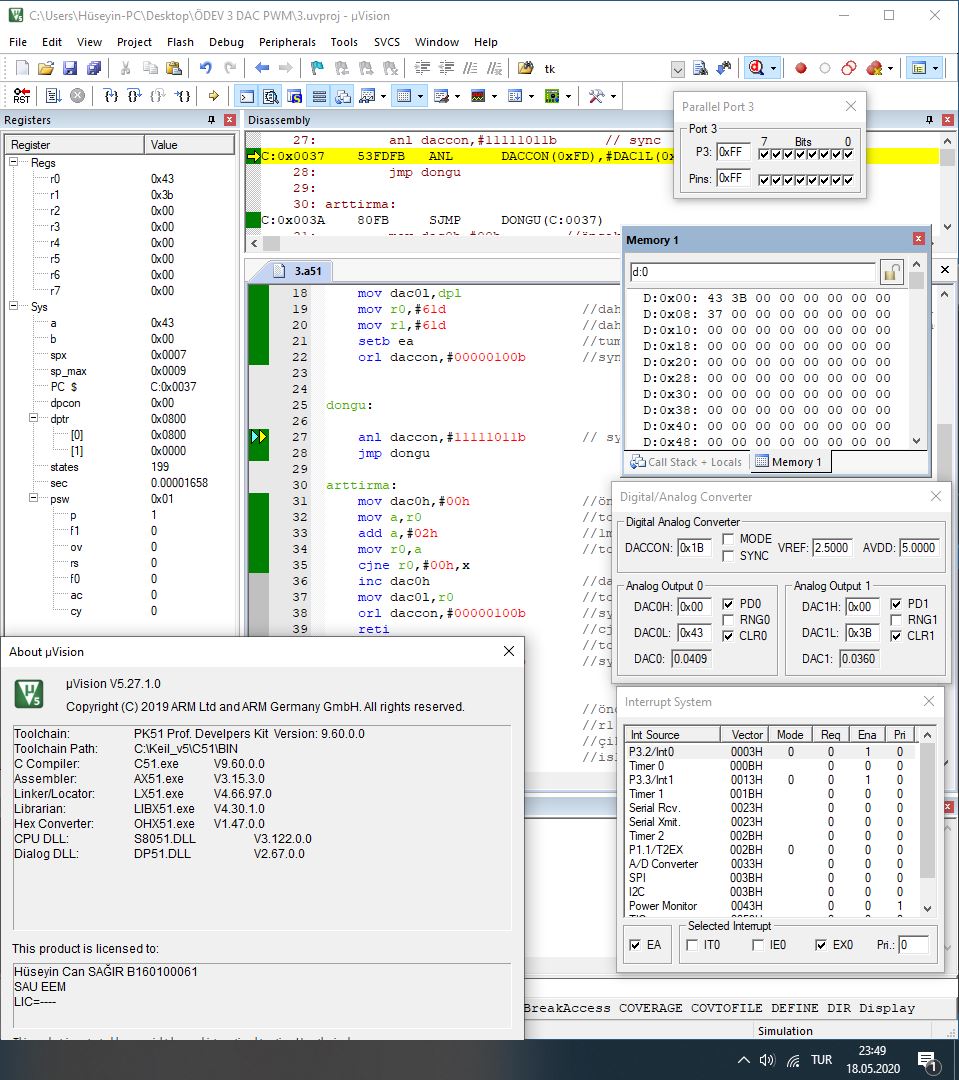 C:\Users\Hüseyin-PC\Desktop\ÖDEV 3 DAC PWM\3.uvproj - µVision
File Edit View Project Flash Debug Peripherals Tools SVCS Window Help
tk
RST
Registers
Register Value
Regs
r0 0x43
r1 0x3b
r2 0x00
r3 0x00
r4 0x00
r5 0x00
r6 0x00
r7 0x00
Sys
a 0x43
b 0x00
spx 0x0007
sp_max 0x0009
PC $ C:0x0037
dpcon 0x00
dptr 0x0800
[0] 0x0800
[1] 0x0000
states 199
sec 0.00001658
psw 0x01
p 1
f1 0
ov 0
rs 0
f0 0
ac 0
cy 0
Disassembly
27: anl daccon,#11111011b // sync
C:0x0037 53FDFB ANL DACCON(0xFD),#DAC1L(0x
28: jmp dongu
29:
30: arttirma:
C:0x003A 80FB SJMP DONGU(C:0037)
Parallel Port 3
Port 3
7 Bits 0
P3: 0xFF
Pins: 0xFF
3.a51
18 mov dac0l,dpl
19 mov r0,#61d //dah
20 mov r1,#61d //dah
21 setb ea //tum
22 orl daccon,#00000100b //syn
23
24
25 dongu:
26
27 anl daccon,#11111011b // sy
28 jmp dongu
29
30 arttirma:
31 mov dac0h,#00h //ön
32 mov a,r0 //to
33 add a,#02h //lm
34 mov r0,a //to
35 cjne r0,#00h,x
36 inc dac0h //da
37 mov dac0l,r0 //to
38 orl daccon,#00000100b //sy
39 reti //cj
//to
//sy
//ön
//rl
//çi
//is
Memory 1
d:0
D:0x00: 43 3B 00 00 00 00 00 00
D:0x08: 37 00 00 00 00 00 00 00
D:0x10: 00 00 00 00 00 00 00 00
D:0x18: 00 00 00 00 00 00 00 00
D:0x20: 00 00 00 00 00 00 00 00
D:0x28: 00 00 00 00 00 00 00 00
D:0x30: 00 00 00 00 00 00 00 00
D:0x38: 00 00 00 00 00 00 00 00
D:0x40: 00 00 00 00 00 00 00 00
D:0x48: 00 00 00 00 00 00 00 00
Call Stack + Locals Memory 1
Digital/Analog Converter
Digital Analog Converter
DACCON: 0x1B MODE VREF: 2.5000 AVDD: 5.0000
SYNC
Analog Output 0
DAC0H: 0x00 PD0
RNG0
DAC0L: 0x43 CLR0
DAC0: 0.0409
Analog Output 1
DAC1H: 0x00 PD1
RNG1
DAC1L: 0x3B CLR1
DAC1: 0.0360
Interrupt System
Int Source Vector Mode Req Ena Pri
P3.2/Int0 0003H 0 0 1 0
Timer 0 000BH 0 0 0
P3.3/Int1 0013H 0 0 1 0
Timer 1 001BH 0 0 0
Serial Rcv. 0023H 0 0 0
Serial Xmit. 0023H 0 0 0
Timer 2 002BH 0 0 0
P1.1/T2EX 002BH 0 0 0 0
A/D Converter 0033H 0 0 0
SPI 003BH 0 0 0
I2C 003BH 0 0 0
Power Monitor 0043H 0 0 1
Selected Interrupt
EA IT0 IE0 EX0 Pri.: 0
About µVision
µVision V5.27.1.0
Copyright (C) 2019 ARM Ltd and ARM Germany GmbH. All rights reserved.
Toolchain: PK51 Prof. Develpers Kit Version: 9.60.0.0
Toolchain Path: C:\Keil_v5\C51\BIN
C Compiler: C51.exe V9.60.0.0
Assembler: AX51.exe V3.15.3.0
Linker/Locator: LX51.exe V4.66.97.0
Librarian: LIBX51.exe V4.30.1.0
Hex Converter: OHX51.exe V1.47.0.0
CPU DLL: S8051.DLL V3.122.0.0
Dialog DLL: DP51.DLL V2.67.0.0
This product is licensed to:
Hüseyin Can SAĞIR B160100061
SAU EEM
LIC=----
BreakAccess COVERAGE COVTOFILE DEFINE DIR Display
Simulation
TUR
23:49
18.05.2020
1